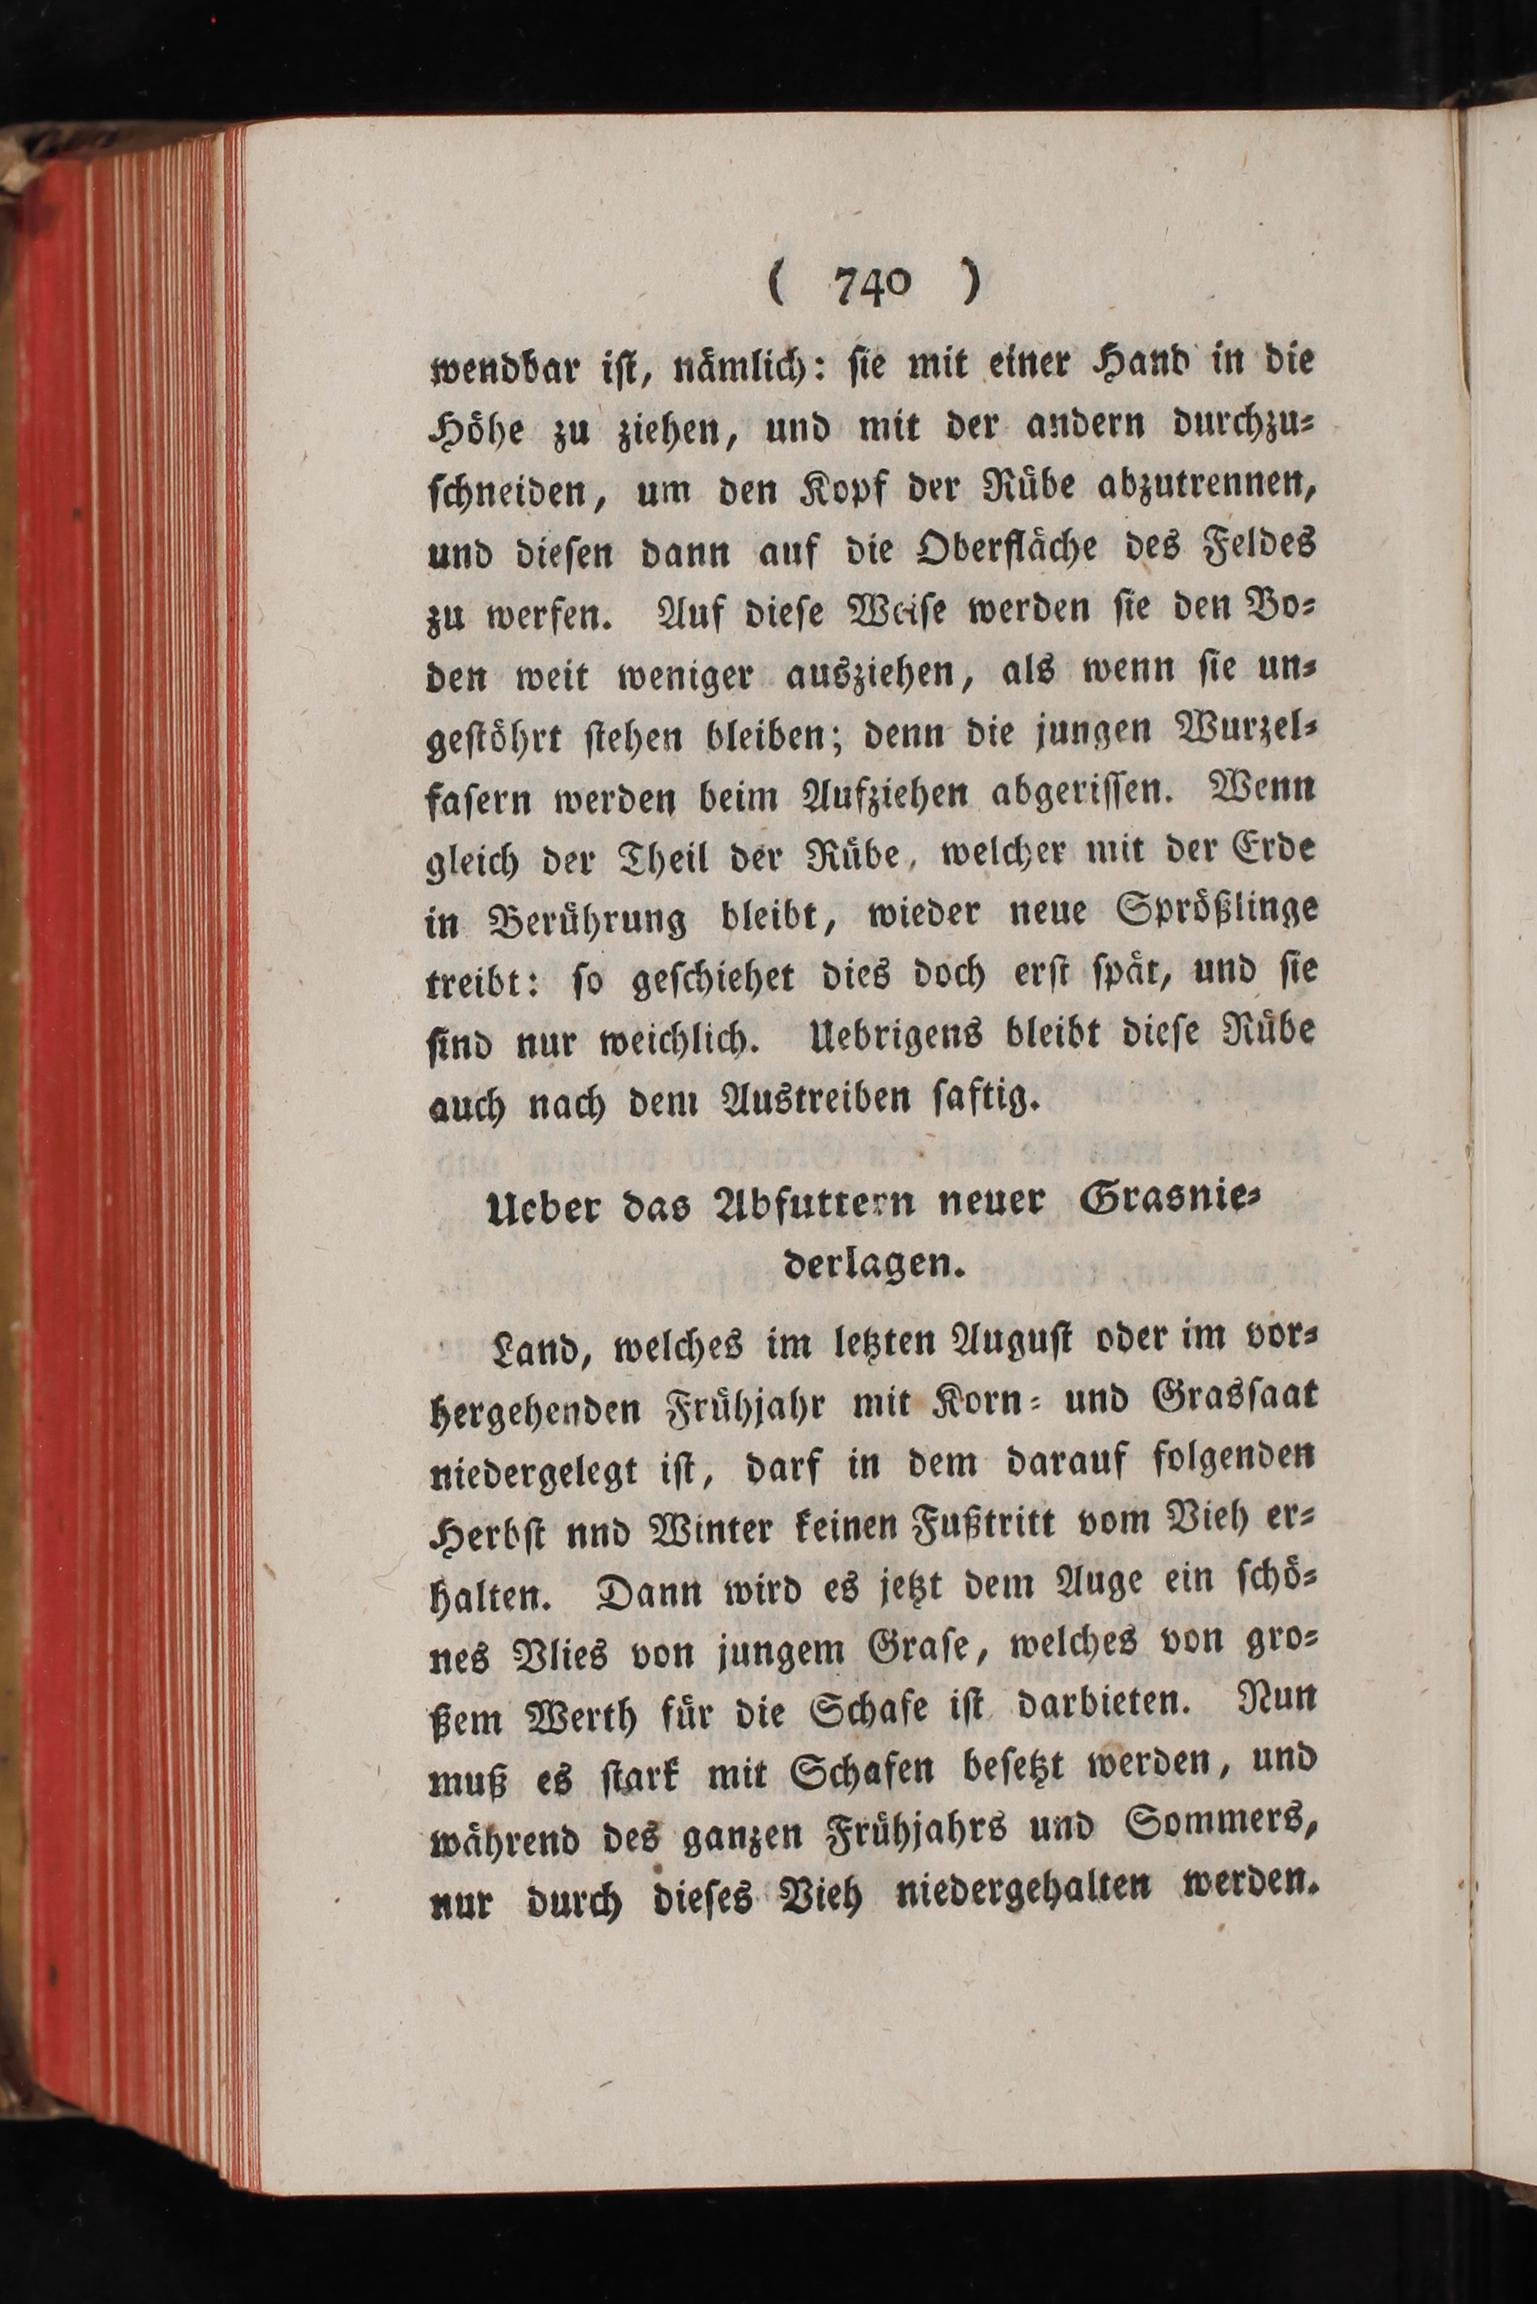 ( 740 )
wendbar ist, nämlich: sie mit einer Hand in die
Höhe zu ziehen, und mit der andern durchzu-
schneiden, um den Kopf der Rübe abzutrennen,
und diesen dann auf die Oberfläche des Feldes
zu werfen. Auf diese Weise werden sie den Bo-
den weit weniger ausziehen, als wenn sie un-
gestöhrt stehen bleiben; denn die jungen Wurzel-
fasern werden beim Aufziehen abgerissen. Wenn
gleich der Theil der Rübe, welcher mit der Erde
in Berührung bleibt, wieder neue Sprößlinge
treibt: so geschiehet dies doch erst spät, und sie
sind nur weichlich. Uebrigens bleibt diese Rübe
auch nach dem Austreiben saftig.
Ueber das Abfuttern neuer Grasnie-
derlagen.
Land, welches im letzten August oder im vor-
hergehenden Frühjahr mit Korn- und Grassaat
niedergelegt ist, darf in dem darauf folgenden
Herbst nnd Winter keinen Fußtritt vom Vieh er-
halten. Dann wird es jetzt dem Auge ein schö-
nes Vlies von jungem Grase, welches von gro-
ßem Werth für die Schafe ist darbieten. Nun
muß es stark mit Schafen besetzt werden, und
während des ganzen Frühjahrs und Sommers,
nur durch dieses Vieh niedergehalten werden.